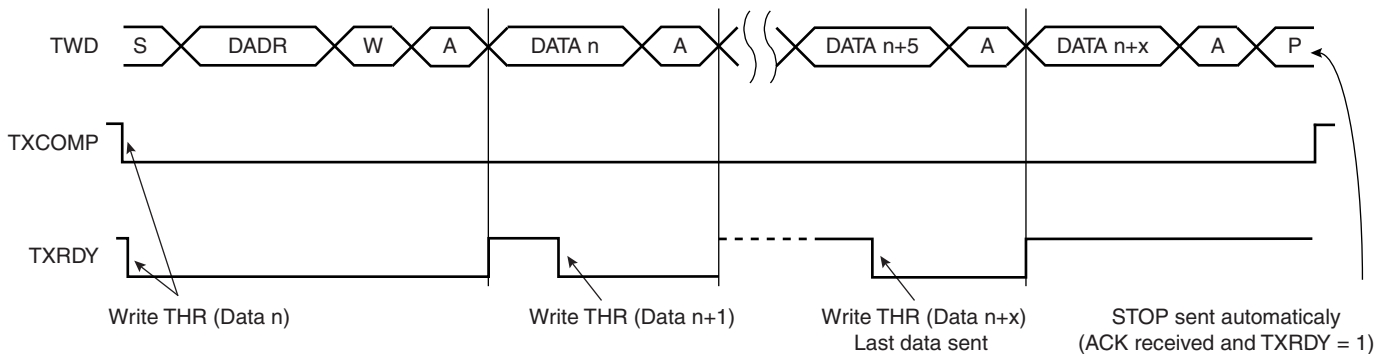 TWD S DADR W A DATA n A DATA n+5 A DATA n+x A P
TXCOMP
TXRDY
Write THR (Data n)
Write THR (Data n+1)
Write THR (Data n+x)
Last data sent
STOP sent automaticaly
(ACK received and TXRDY = 1)